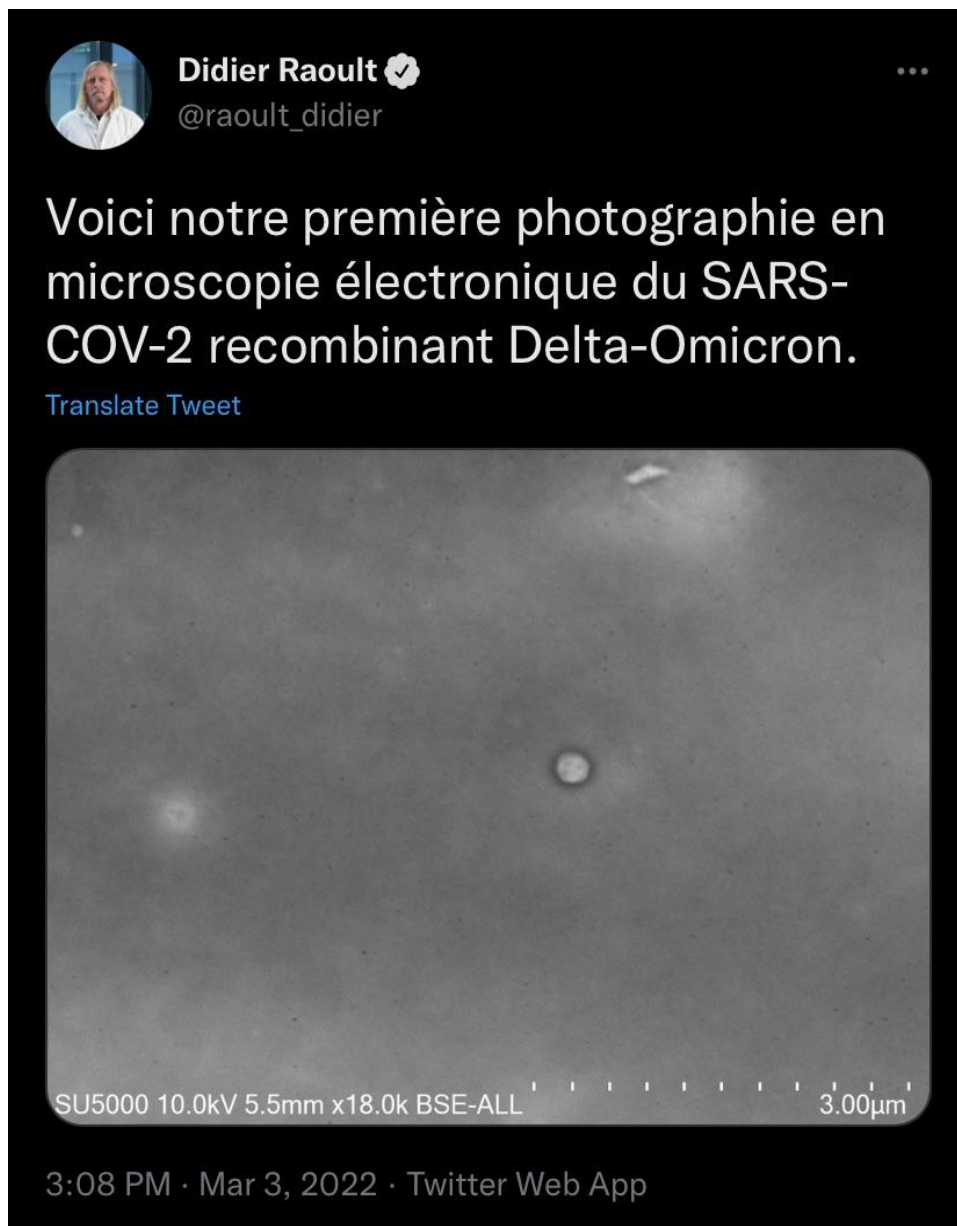 Didier Raoult
@raoult_didier
Voici notre première photographie en
microscopie électronique du SARS-
COV-2 recombinant Delta-Omicron.
Translate Tweet
SU5000 10.0kV 5.5mm x18.0k BSE-ALL 3.00µm
3:08 PM · Mar 3, 2022 · Twitter Web App